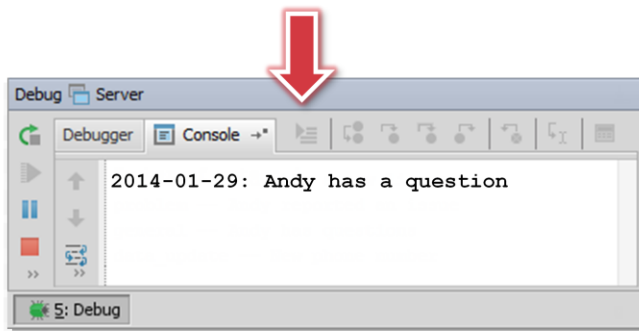 Debug Server
Debugger Console
2014-01-29: Andy has a question
5: Debug